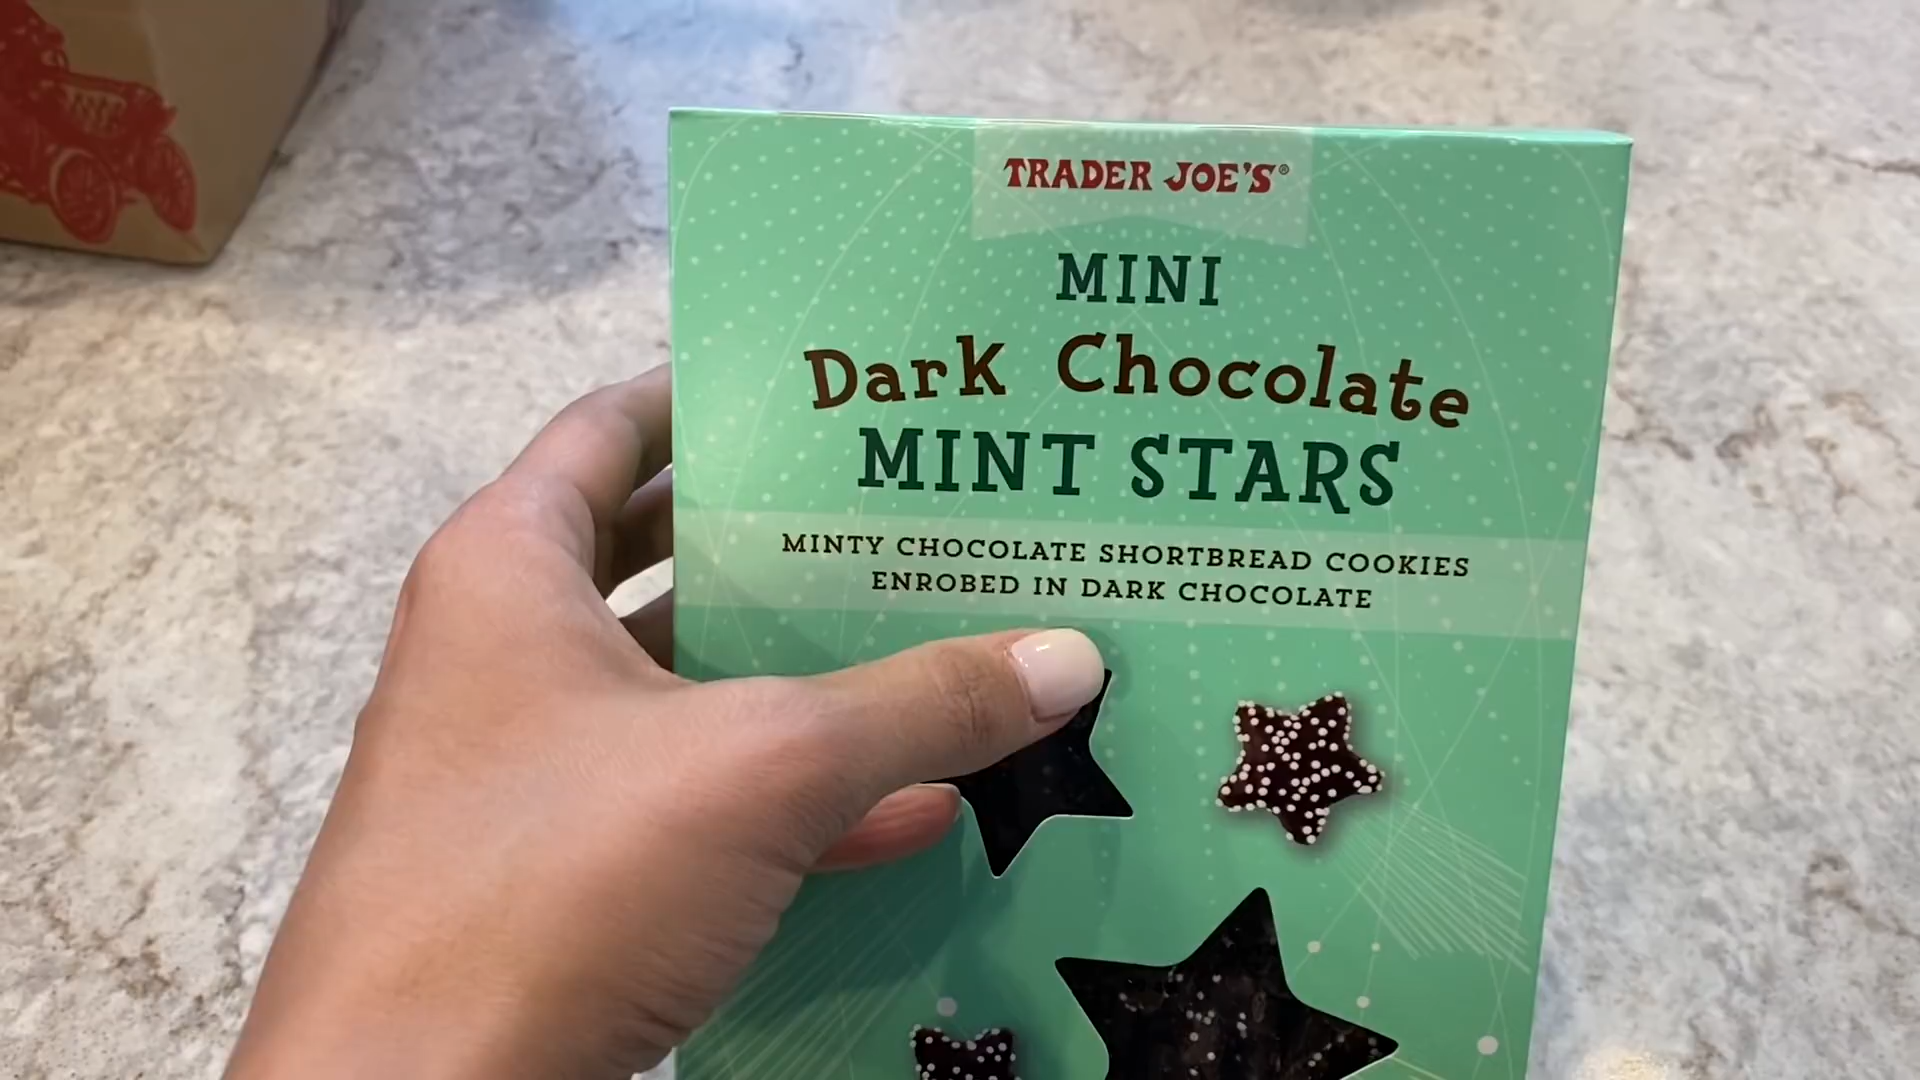 TRADER JOE'S®
MINI
Dark Chocolate
MINT STARS
MINTY CHOCOLATE SHORTBREAD COOKIES
ENROBED IN DARK CHOCOLATE